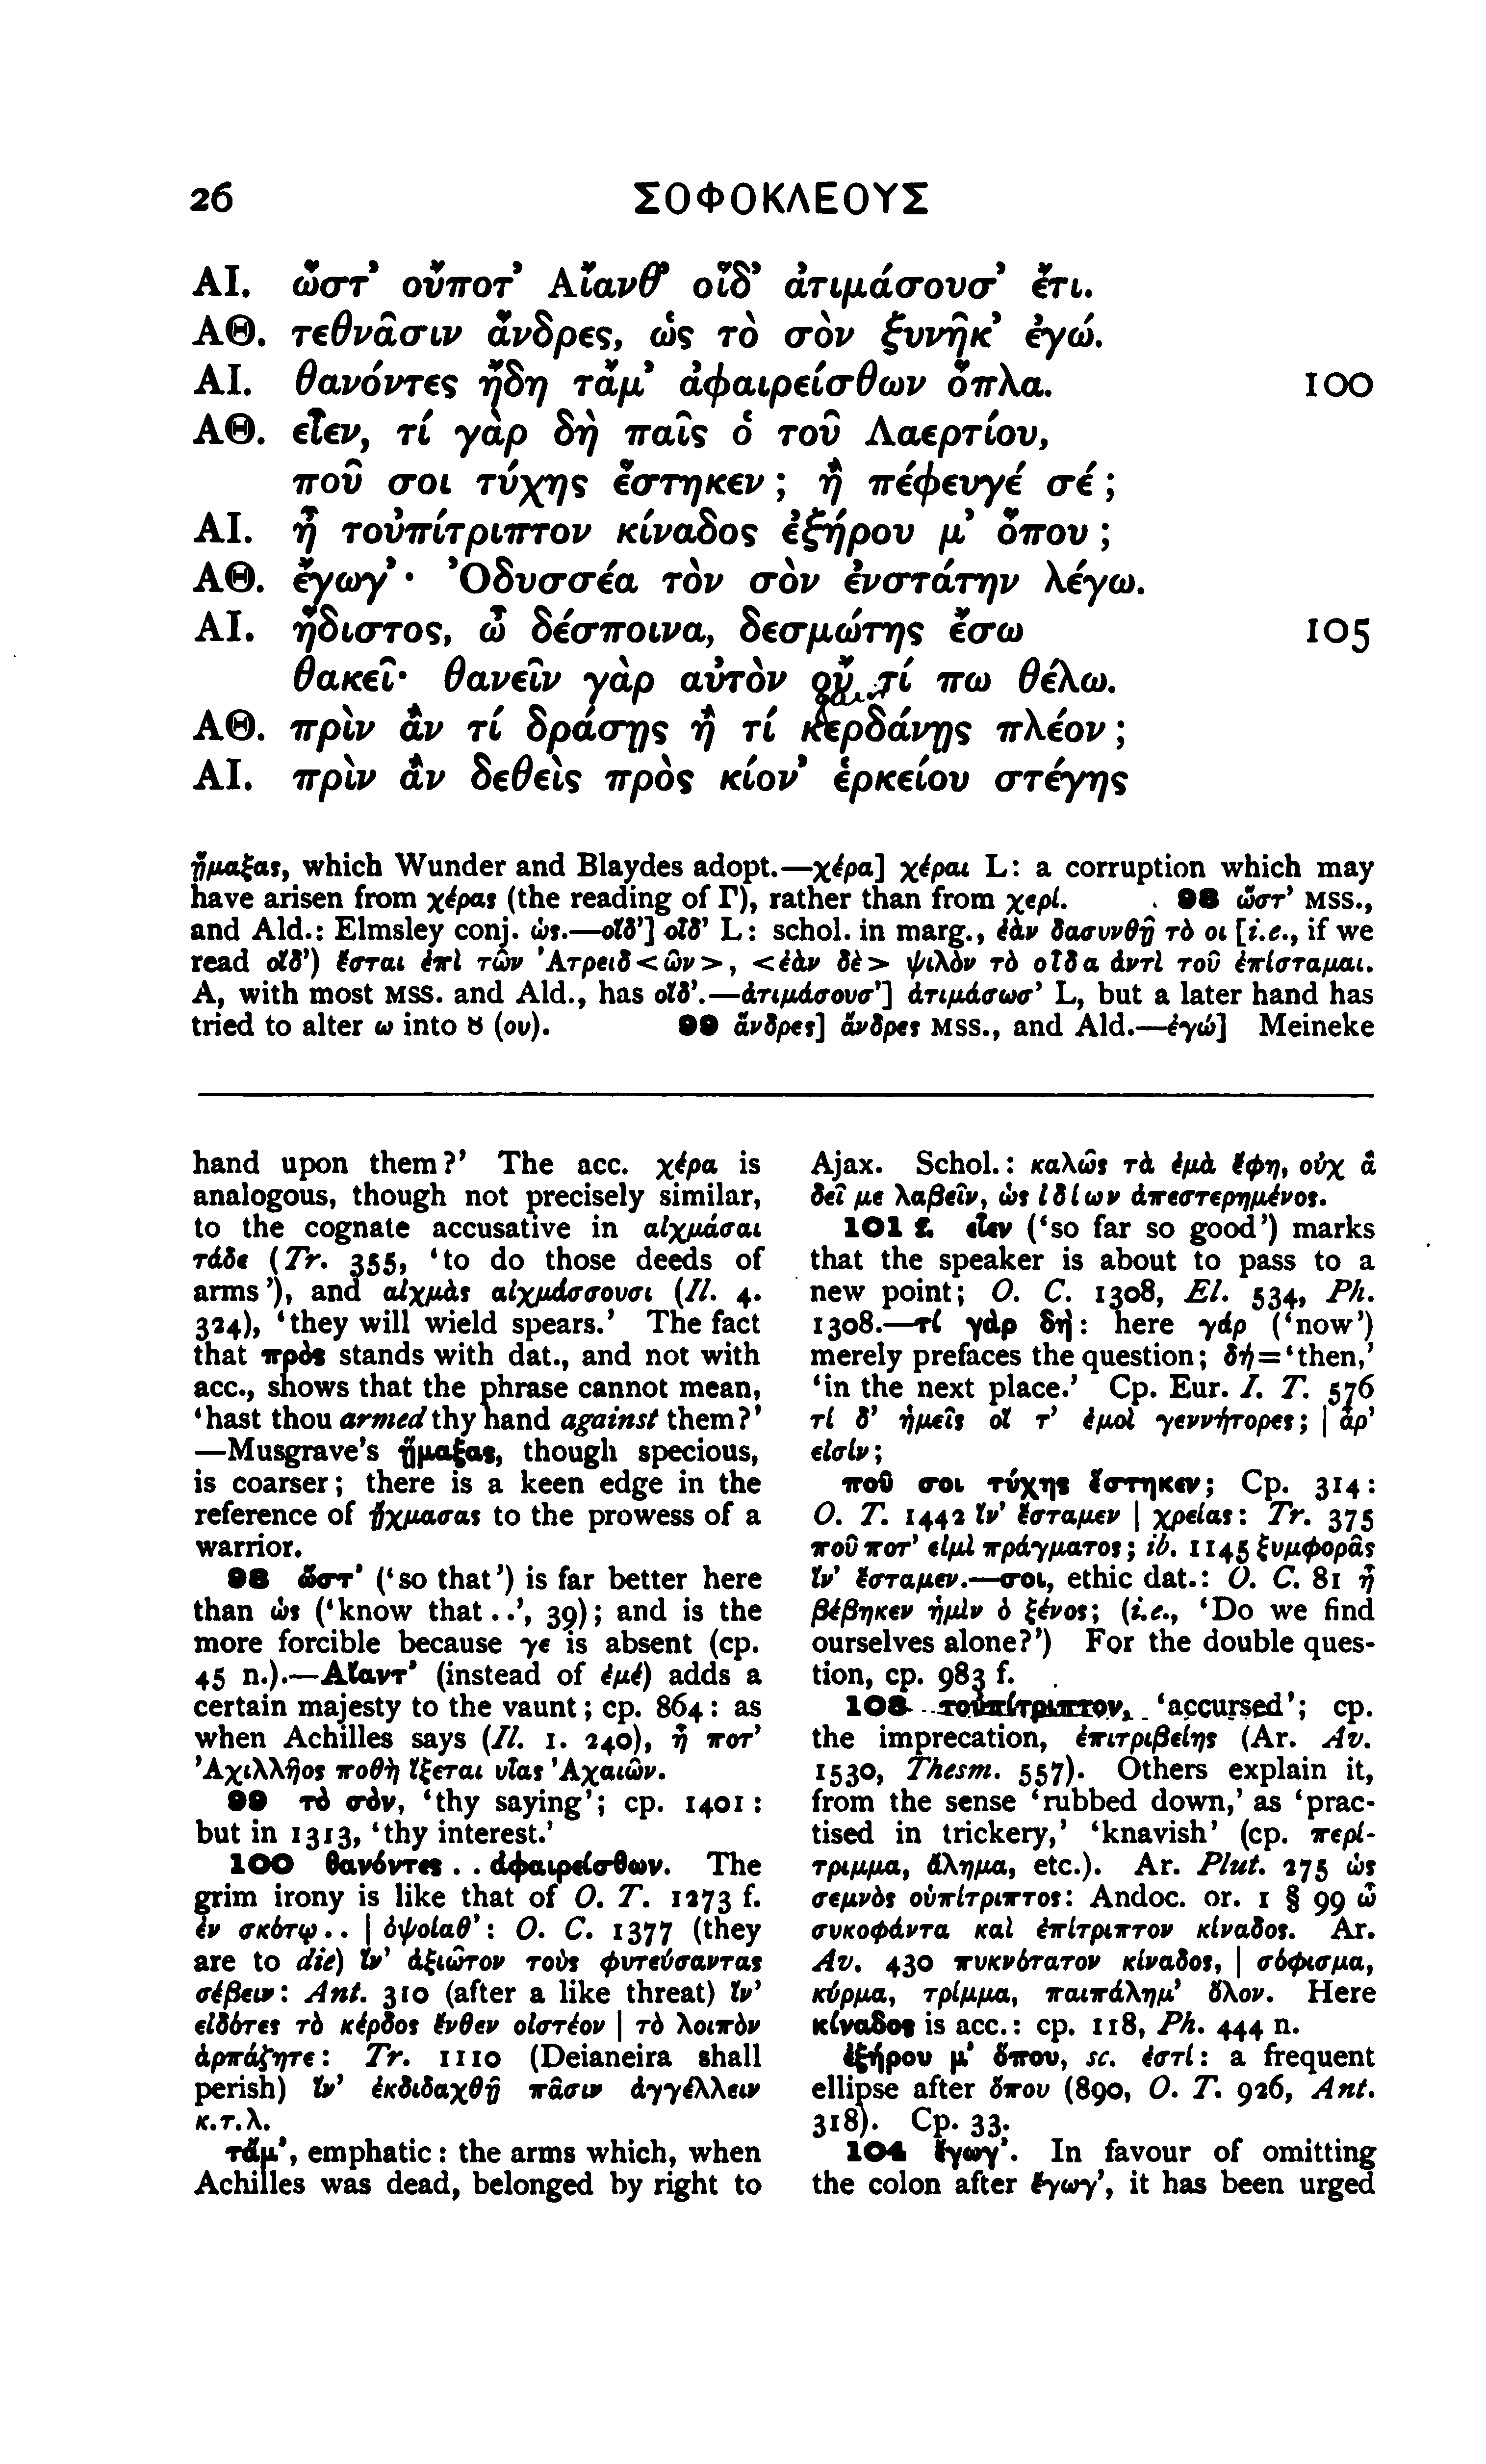 26 ΣΟΦΟΚΛΕΟΥΣ
ΑΙ. ὥστ’ οὔποτ’ Αἴανθ’ οἵδ’ ἀτιμάσουσ’ ἔτι.
ΑΘ. τεθνᾶσιν ἅνδρες, ὡς τὸ σὸν ξυνῆκ’ ἐγώ.
ΑΙ. θανόντες ἤδη τἄμ’ ἀφαιρείσθων ὅπλα. 100
ΑΘ. εἶεν, τί γὰρ δὴ παῖς ὁ τοῦ Λαερτίου,
ποῦ σοι τύχης ἕστηκεν; ἢ πέφευγέ σέ;
ΑΙ. ἦ τοὐπίτριπτον κίναδος ἐξήρου μ’ ὅπου;
ΑΘ. ἔγωγ’· Ὀδυσσέα τὸν σὸν ἐνστάτην λέγω.
ΑΙ. ἥδιστος, ὦ δέσποινα, δεσμώτης ἔσω 105
θακεῖ· θανεῖν γὰρ αὐτὸν οὔ τί πω θέλω.
ΑΘ. πρὶν ἂν τί δράσῃς ἢ τί κερδάνῃς πλέον;
ΑΙ. πρὶν ἂν δεθεὶς πρὸς κίον’ ἑρκείου στέγης
ᾕμαξας, which Wunder and Blaydes adopt.—χέρα] χέραι L: a corruption which may
have arisen from χέρας (the reading of Γ), rather than from χερί. 98 ὥστ’ MSS.,
and Ald.: Elmsley conj. ὡς.—οἵδ’] οἶδ’ L: schol. in marg., ἐὰν δασυνθῇ τὸ οι [i.e., if we
read οἵδ’) ἔσται ἐπὶ τῶν Ἀτρειδ<ῶν>, <ἐὰν δὲ> ψιλὸν τὸ οἶδα ἀντὶ τοῦ ἐπίσταμαι.
A, with most MSS. and Ald., has οἵδ’.—ἀτιμάσουσ’] ἀτιμάσωσ’ L, but a later hand has
tried to alter ω into ȣ (ου). 99 ἅνδρες] ἄνδρες MSS., and Ald.—ἐγώ] Meineke
hand upon them?’ The acc. χέρα is
analogous, though not precisely similar,
to the cognate accusative in αἰχμάσαι
τάδε (Tr. 355, ‘to do those deeds of
arms’), and αἰχμὰς αἰχμάσσουσι (Il. 4.
324), ‘they will wield spears.’ The fact
that πρὸς stands with dat., and not with
acc., shows that the phrase cannot mean,
‘hast thou armed thy hand against them?’
—Musgrave’s ᾕμαξας, though specious,
is coarser; there is a keen edge in the
reference of ᾔχμασας to the prowess of a
warrior.
98 ὥστ’ (‘so that’) is far better here
than ὡς (‘know that..’, 39); and is the
more forcible because γε is absent (cp.
45 n.).—Αἴαντ’ (instead of ἐμέ) adds a
certain majesty to the vaunt; cp. 864: as
when Achilles says (Il. 1. 240), ἦ ποτ’
Ἀχιλλῆος ποθὴ ἵξεται υἷας Ἀχαιῶν.
99 τὸ σὸν, ‘thy saying’; cp. 1401:
but in 1313, ‘thy interest.’
100 θανόντες . . ἀφαιρείσθων. The
grim irony is like that of O. T. 1273 f.
ἐν σκότῳ.. | ὀψοίαθ’: O. C. 1377 (they
are to die) ἵν’ ἀξιῶτον τοὺς φυτεύσαντας
σέβειν: Ant. 310 (after a like threat) ἵν’
εἰδότες τὸ κέρδος ἔνθεν οἰστέον | τὸ λοιπὸν
ἁρπάζητε: Tr. 1110 (Deianeira shall
perish) ἵν’ ἐκδιδαχθῇ πᾶσιν ἀγγέλλειν
κ.τ.λ.
τἄμ’, emphatic: the arms which, when
Achilles was dead, belonged by right to
Ajax. Schol.: καλῶς τὰ ἐμὰ ἔφη, οὐχ ἃ
δεῖ με λαβεῖν, ὡς ἰδίων ἀπεστερημένος.
101 f. εἶεν (‘so far so good’) marks
that the speaker is about to pass to a
new point; O. C. 1308, El. 534, Ph.
1308.—τί γὰρ δὴ: here γάρ (‘now’)
merely prefaces the question; δή=‘then,’
‘in the next place.’ Cp. Eur. I. T. 576
τί δ’ ἡμεῖς οἵ τ’ ἐμοὶ γεννήτορες; | ἆρ’
εἰσίν;
ποῦ σοι τύχης ἕστηκεν; Cp. 314:
O. T. 1442 ἵν’ ἕσταμεν | χρείας: Tr. 375
ποῦ ποτ’ εἰμὶ πράγματος; ib. 1145 ξυμφορᾶς
ἵν’ ἕσταμεν.—σοι, ethic dat.: O. C. 81 ἦ
βέβηκεν ἡμὶν ὁ ξένος; (i.e., ‘Do we find
ourselves alone?’) For the double ques-
tion, cp. 983 f.
103 τοὐπίτριπτον, ‘accursed’; cp.
the imprecation, ἐπιτριβείης (Ar. Av.
1530, Thesm. 557). Others explain it,
from the sense ‘rubbed down,’ as ‘prac-
tised in trickery,’ ‘knavish’ (cp. περί-
τριμμα, ἄλημα, etc.). Ar. Plut. 275 ὡς
σεμνὸς οὑπίτριπτος: Andoc. or. 1 § 99 ὦ
συκοφάντα καὶ ἐπίτριπτον κίναδος. Ar.
Av. 430 πυκνότατον κίναδος, | σόφισμα,
κύρμα, τρίμμα, παιπάλημ’ ὅλον. Here
κίναδος is acc.: cp. 118, Ph. 444 n.
ἐξήρου μ’ ὅπου, sc. ἐστί: a frequent
ellipse after ὅπου (890, O. T. 926, Ant.
318). Cp. 33.
104 ἔγωγ’. In favour of omitting
the colon after ἔγωγ’, it has been urged